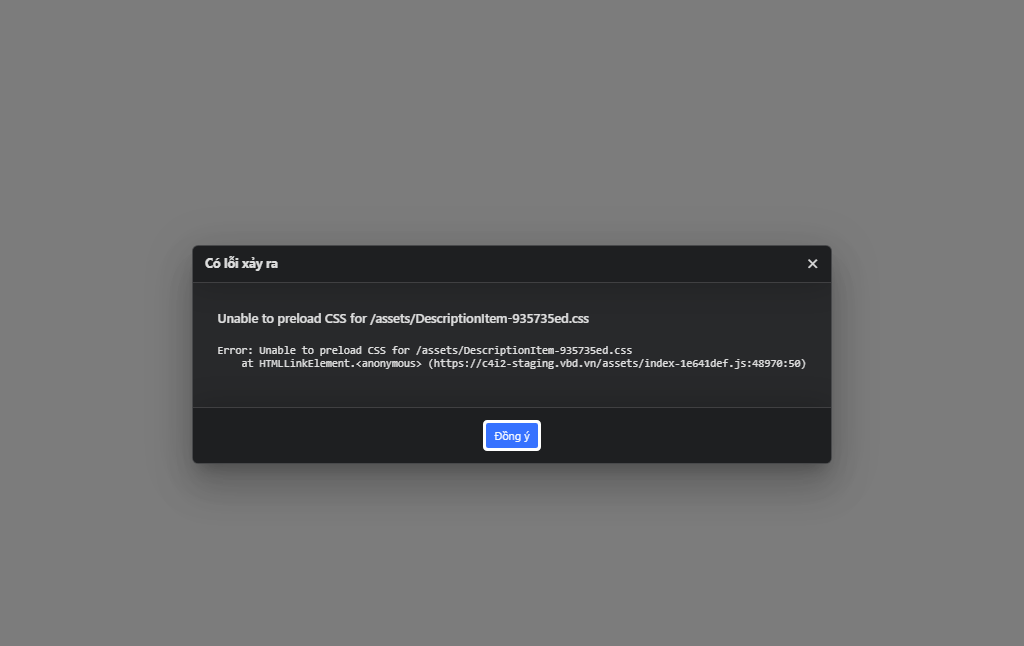 Có lỗi xảy ra
Unable to preload CSS for /assets/DescriptionItem-935735ed.css
Error: Unable to preload CSS for /assets/DescriptionItem-935735ed.css
at HTMLLinkElement.<anonymous> (https://c4i2-staging.vbd.vn/assets/index-1e641def.js:48970:50)
Đồng ý